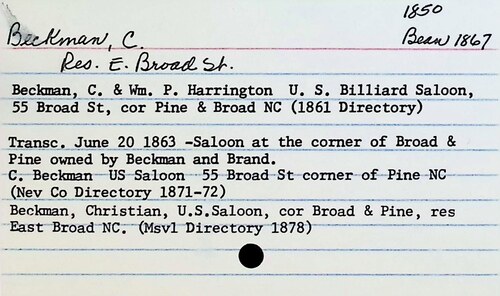 1850
Beckman, C. Bean 1867
Res. E. Broad St.
Beckman, C. & Wm. P. Harrington U. S. Billiard Saloon,
55 Broad St, cor Pine & Broad NC (1861 Directory)
Transc. June 20 1863 -Saloon at the corner of Broad &
Pine owned by Beckman and Brand.
C. Beckman US Saloon 55 Broad St corner of Pine NC
(Nev Co Directory 1871-72)
Beckman, Christian, U.S.Saloon, cor Broad & Pine, res
East Broad NC. (Msvl Directory 1878)